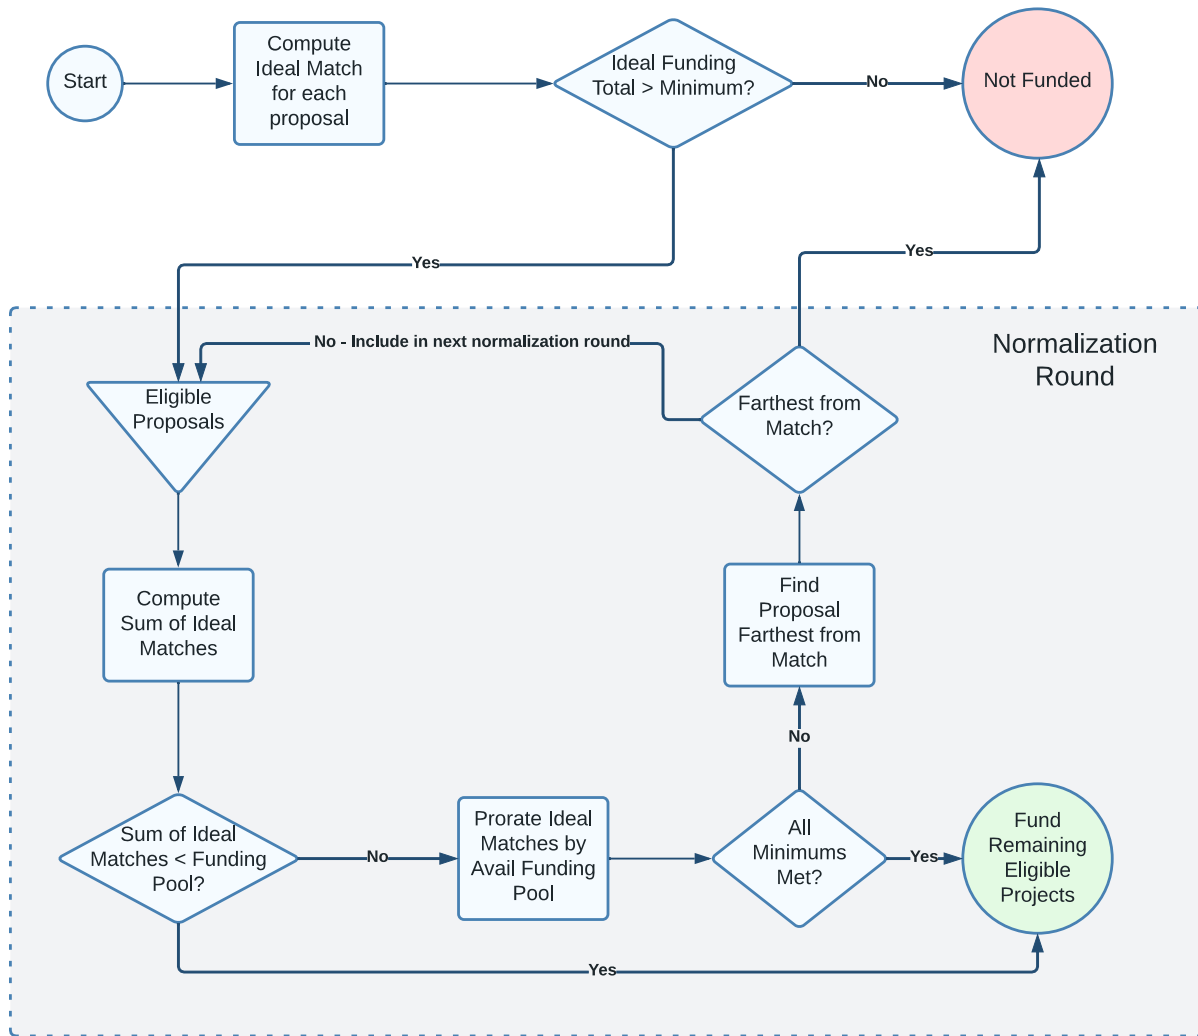 Start
Compute
Ideal Match
for each
proposal
Ideal Funding
Total > Minimum?
No
Not Funded
Yes
Yes
No - Include in next normalization round
Normalization
Round
Eligible
Proposals
Farthest from
Match?
Compute
Sum of Ideal
Matches
Find
Proposal
Farthest from
Match
No
Sum of Ideal
Matches < Funding
Pool?
No
Prorate Ideal
Matches by
Avail Funding
Pool
All
Minimums
Met?
Yes
Fund
Remaining
Eligible
Projects
Yes